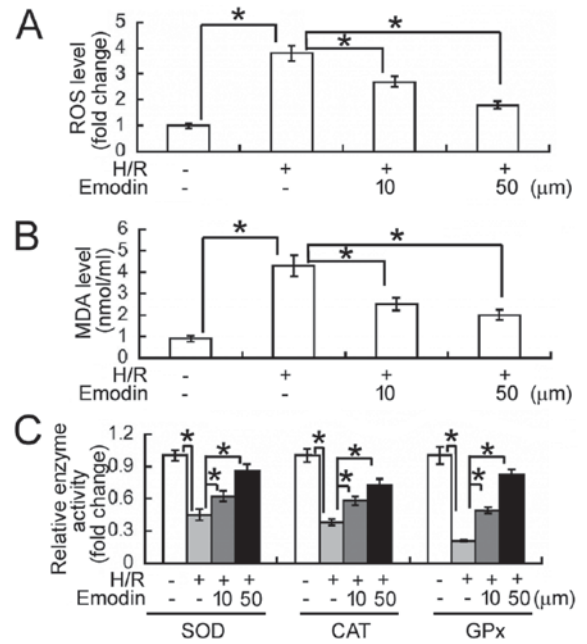 A
ROS level
(fold change)
5
4
3
2
1
*
*
*
H/R - + + +
Emodin - - 10 50 (μm)
B
MDA level
(nmol/ml)
6
5
4
3
2
1
0
*
*
*
H/R - + + +
Emodin - - 10 50 (μm)
C
Relative enzyme
activity
(fold change)
1.2
0.9
0.6
0.3
0
* * * * * *
* * *
H/R - + + + - + + + - + + +
Emodin - - 10 50 - - 10 50 - - 10 50
SOD CAT GPx